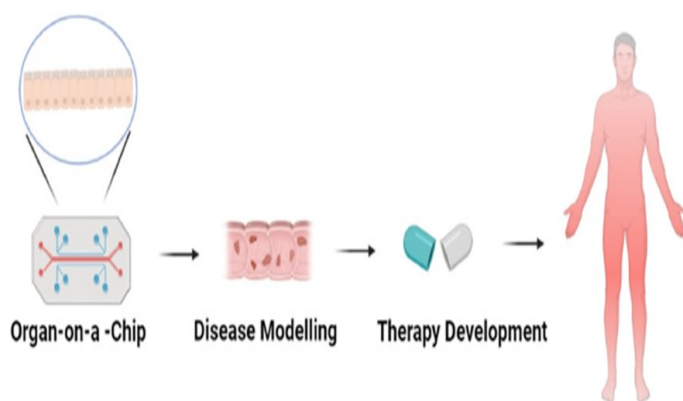 Organ-on-a -Chip
Disease Modelling
Therapy Development